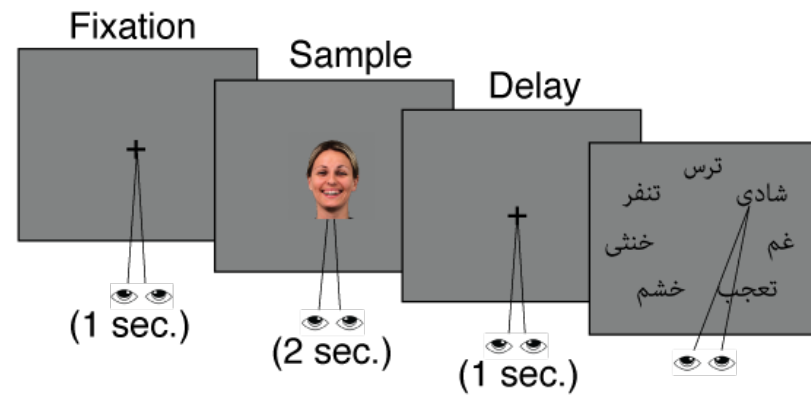 Fixation
(1 sec.)
Sample
(2 sec.)
Delay
(1 sec.)
ترس
شادی
تنفر
غم
خنثی
تعجب
خشم